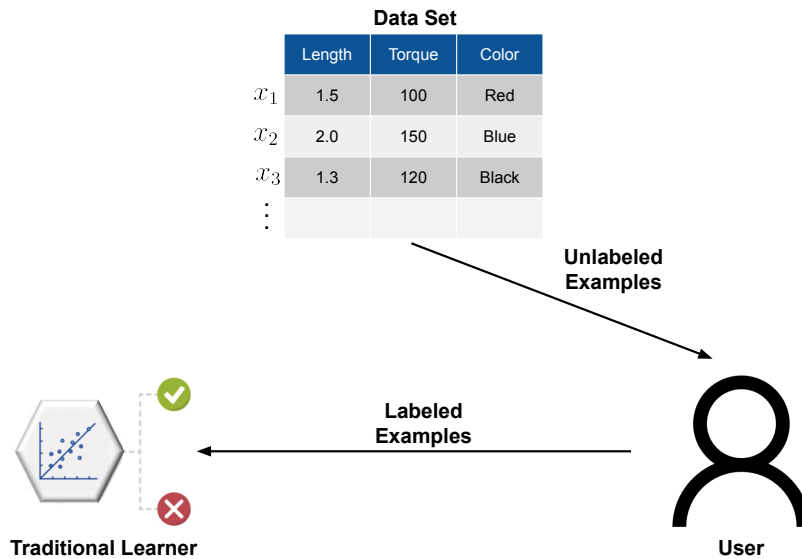 Data Set
Length Torque Color
x₁ 1.5 100 Red
x₂ 2.0 150 Blue
x₃ 1.3 120 Black
⋮
Unlabeled
Examples
Labeled
Examples
Traditional Learner
User